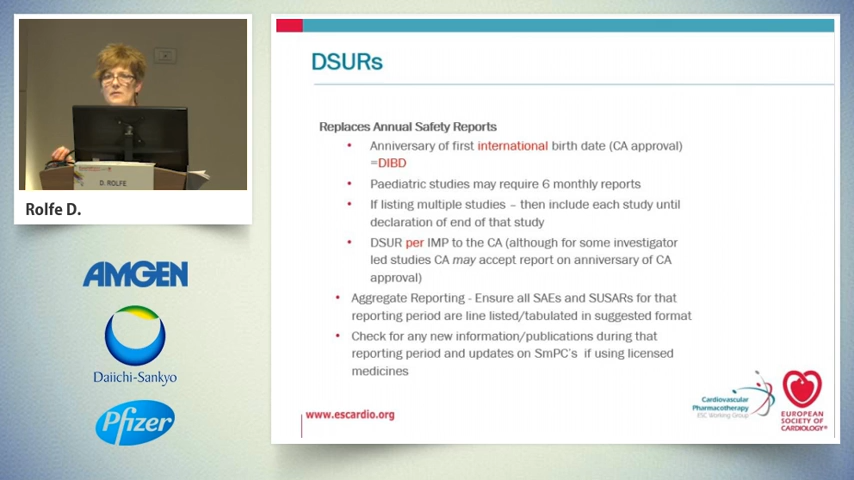 D. ROLFE
Rolfe D.
AMGEN
Daiichi-Sankyo
Pfizer
DSURs
Replaces Annual Safety Reports
• Anniversary of first international birth date (CA approval)
=DIBD
• Paediatric studies may require 6 monthly reports
• If listing multiple studies – then include each study until
declaration of end of that study
• DSUR per IMP to the CA (although for some investigator
led studies CA may accept report on anniversary of CA
approval)
• Aggregate Reporting - Ensure all SAEs and SUSARs for that
reporting period are line listed/tabulated in suggested format
• Check for any new information/publications during that
reporting period and updates on SmPC's if using licensed
medicines
www.escardio.org
Cardiovascular
Pharmacotherapy
ESC Working Group
EUROPEAN
SOCIETY OF
CARDIOLOGY®